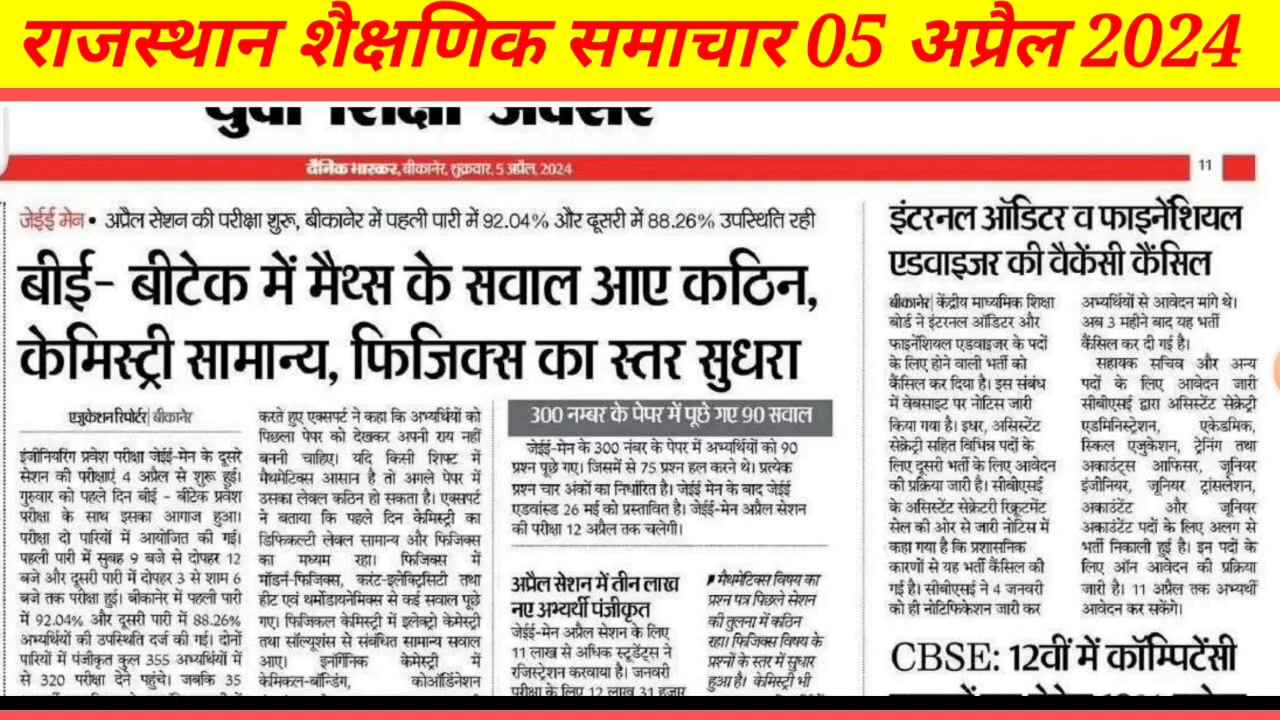 राजस्थान शैक्षणिक समाचार 05 अप्रैल 2024
दैनिक भास्कर, बीकानेर, शुक्रवार, 5 अप्रैल, 2024
11
जेईई मेन • अप्रैल सेशन की परीक्षा शुरू, बीकानेर में पहली पारी में 92.04% और दूसरी में 88.26% उपस्थिति रही
बीई- बीटेक में मैथ्स के सवाल आए कठिन,
केमिस्ट्री सामान्य, फिजिक्स का स्तर सुधरा
एजुकेशन रिपोर्टर| बीकानेर
इंजीनियरिंग प्रवेश परीक्षा जेईई-मेन के दूसरे
सेशन की परीक्षाएं 4 अप्रैल से शुरू हुई।
गुरुवार को पहले दिन बीई - बीटेक प्रवेश
परीक्षा के साथ इसका आगाज हुआ।
परीक्षा दो पारियों में आयोजित की गई।
पहली पारी में सुबह 9 बजे से दोपहर 12
बजे और दूसरी पारी में दोपहर 3 से शाम 6
बजे तक परीक्षा हुई। बीकानेर में पहली पारी
में 92.04% और दूसरी पारी में 88.26%
अभ्यर्थियों की उपस्थिति दर्ज की गई। दोनों
पारियों में पंजीकृत कुल 355 अभ्यर्थियों में
से 320 परीक्षा देने पहुंचे। जबकि 35
करते हुए एक्सपर्ट ने कहा कि अभ्यर्थियों को
पिछला पेपर को देखकर अपनी राय नहीं
बननी चाहिए। यदि किसी शिफ्ट में
मैथमेटिक्स आसान है तो अगले पेपर में
उसका लेवल कठिन हो सकता है। एक्सपर्ट
ने बताया कि पहले दिन केमिस्ट्री का
डिफिकल्टी लेवल सामान्य और फिजिक्स
का मध्यम रहा। फिजिक्स में
मॉडर्न-फिजिक्स, करंट-इलेक्ट्रिसिटी तथा
हीट एवं थर्मोडायनेमिक्स से कई सवाल पूछे
गए। फिजिकल केमिस्ट्री में इलेक्ट्रो केमेस्ट्री
तथा सॉल्यूशंस से संबंधित सामान्य सवाल
आए। इनॉर्गेनिक केमेस्ट्री में
केमिकल-बॉन्डिंग, कोऑर्डिनेशन
300 नम्बर के पेपर में पूछे गए 90 सवाल
जेईई-मेन के 300 नंबर के पेपर में अभ्यर्थियों को 90
प्रश्न पूछे गए। जिसमें से 75 प्रश्न हल करने थे। प्रत्येक
प्रश्न चार अंकों का निर्धारित है। जेईई मेन के बाद जेईई
एडवांस्ड 26 मई को प्रस्तावित है। जेईई-मेन अप्रैल सेशन
की परीक्षा 12 अप्रैल तक चलेगी।
अप्रैल सेशन में तीन लाख
नए अभ्यर्थी पंजीकृत
जेईई-मेन अप्रैल सेशन के लिए
11 लाख से अधिक स्टूडेंट्स ने
रजिस्ट्रेशन करवाया है। जनवरी
परीक्षा के लिए 12 लाख 31 हजार
मैथमेटिक्स विषय का
प्रश्न पत्र पिछले सेशन
की तुलना में कठिन
रहा। फिजिक्स विषय के
प्रश्नों के स्तर में सुधार
हुआ है। केमिस्ट्री भी
इंटरनल ऑडिटर व फाइनेंशियल
एडवाइजर की वैकेंसी कैंसिल
बीकानेर| केंद्रीय माध्यमिक शिक्षा
बोर्ड ने इंटरनल ऑडिटर और
फाइनेंशियल एडवाइजर के पदों
के लिए होने वाली भर्ती को
कैंसिल कर दिया है। इस संबंध
में वेबसाइट पर नोटिस जारी
किया गया है। इधर, असिस्टेंट
सेक्रेट्री सहित विभिन्न पदों के
लिए दूसरी भर्ती के लिए आवेदन
की प्रक्रिया जारी है। सीबीएसई
के असिस्टेंट सेक्रेटरी रिक्रूटमेंट
सेल की ओर से जारी नोटिस में
कहा गया है कि प्रशासनिक
कारणों से यह भर्ती कैंसिल की
गई है। सीबीएसई ने 4 जनवरी
को ही नोटिफिकेशन जारी कर
अभ्यर्थियों से आवेदन मांगे थे।
अब 3 महीने बाद यह भर्ती
कैंसिल कर दी गई है।
सहायक सचिव और अन्य
पदों के लिए आवेदन जारी
सीबीएसई द्वारा असिस्टेंट सेक्रेट्री
एडमिनिस्ट्रेशन, एकेडमिक,
स्किल एजुकेशन, ट्रेनिंग तथा
अकाउंट्स आफिसर, जूनियर
इंजीनियर, जूनियर ट्रांसलेशन,
अकाउंटेंट और जूनियर
अकाउंटेंट पदों के लिए अलग से
भर्ती निकाली हुई है। इन पदों के
लिए ऑन आवेदन की प्रक्रिया
जारी है। 11 अप्रैल तक अभ्यर्थी
आवेदन कर सकेंगे।
CBSE: 12वीं में कॉम्पिटेंसी